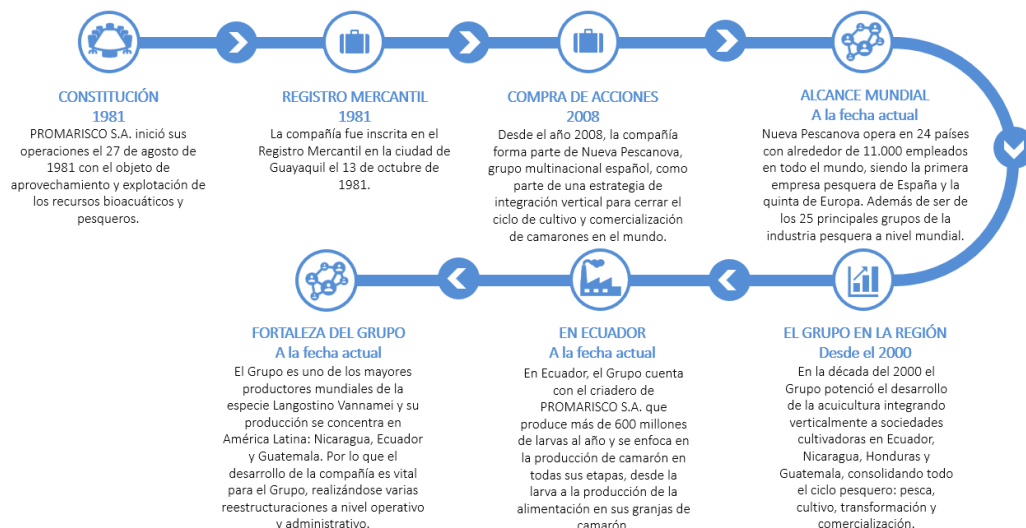 CONSTITUCIÓN
1981
PROMARISCO S.A. inició sus
operaciones el 27 de agosto de
1981 con el objeto de
aprovechamiento y explotación de
los recursos bioacuáticos y
pesqueros.
REGISTRO MERCANTIL
1981
La compañía fue inscrita en el
Registro Mercantil en la ciudad de
Guayaquil el 13 de octubre de
1981.
COMPRA DE ACCIONES
2008
Desde el año 2008, la compañía
forma parte de Nueva Pescanova,
grupo multinacional español, como
parte de una estrategia de
integración vertical para cerrar el
ciclo de cultivo y comercialización
de camarones en el mundo.
ALCANCE MUNDIAL
A la fecha actual
Nueva Pescanova opera en 24 países
con alrededor de 11.000 empleados
en todo el mundo, siendo la primera
empresa pesquera de España y la
quinta de Europa. Además de ser de
los 25 principales grupos de la
industria pesquera a nivel mundial.
EL GRUPO EN LA REGIÓN
Desde el 2000
En la década del 2000 el
Grupo potenció el desarrollo
de la acuicultura integrando
verticalmente a sociedades
cultivadoras en Ecuador,
Nicaragua, Honduras y
Guatemala, consolidando todo
el ciclo pesquero: pesca,
cultivo, transformación y
comercialización.
EN ECUADOR
A la fecha actual
En Ecuador, el Grupo cuenta
con el criadero de
PROMARISCO S.A. que
produce más de 600 millones
de larvas al año y se enfoca en
la producción de camarón en
todas sus etapas, desde la
larva a la producción de la
alimentación en sus granjas de
camarón
FORTALEZA DEL GRUPO
A la fecha actual
El Grupo es uno de los mayores
productores mundiales de la
especie Langostino Vannamei y su
producción se concentra en
América Latina: Nicaragua, Ecuador
y Guatemala. Por lo que el
desarrollo de la compañía es vital
para el Grupo, realizándose varias
reestructuraciones a nivel operativo
y administrativo.